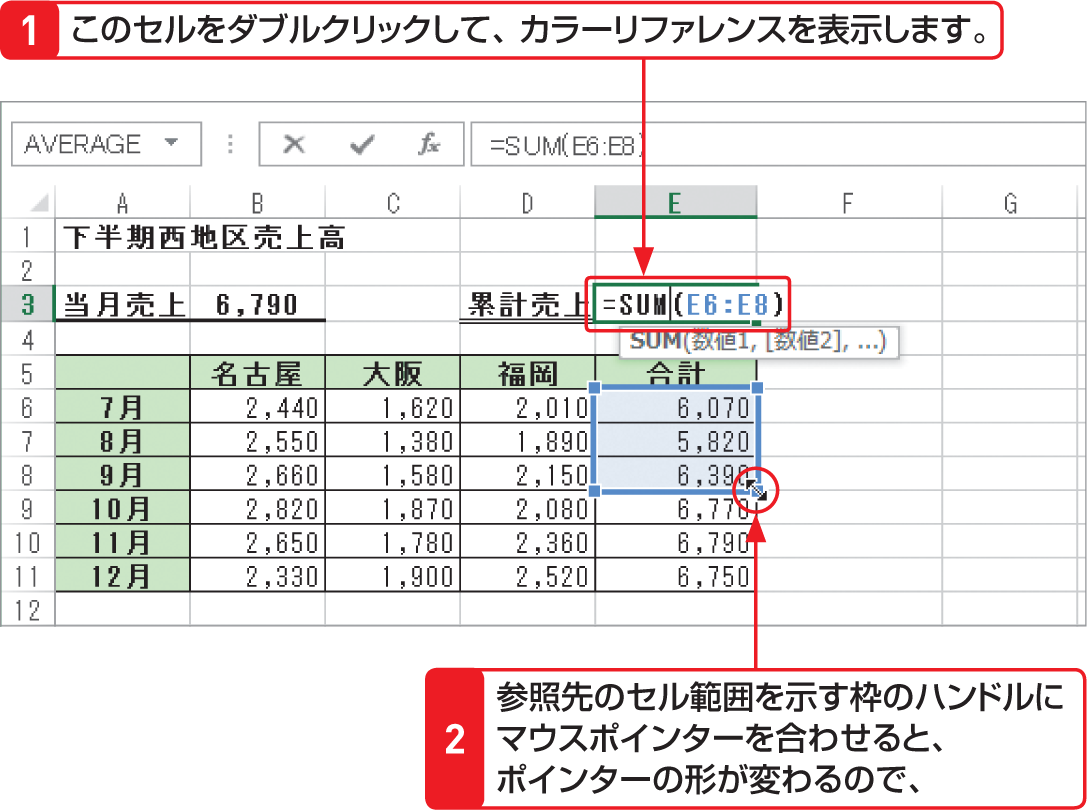 1 このセルをダブルクリックして、カラーリファレンスを表示します。
AVERAGE fx =SUM(E6:E8)
A B C D E F G
1 下半期西地区売上高
2
3 当月売上 6,790 累計売上 =SUM(E6:E8)
4 SUM(数値1, [数値2], ...)
5 名古屋 大阪 福岡 合計
6 7月 2,440 1,620 2,010 6,070
7 8月 2,550 1,380 1,890 5,820
8 9月 2,660 1,580 2,150 6,390
9 10月 2,820 1,870 2,080 6,770
10 11月 2,650 1,780 2,360 6,790
11 12月 2,330 1,900 2,520 6,750
12
2 参照先のセル範囲を示す枠のハンドルに
マウスポインターを合わせると、
ポインターの形が変わるので、